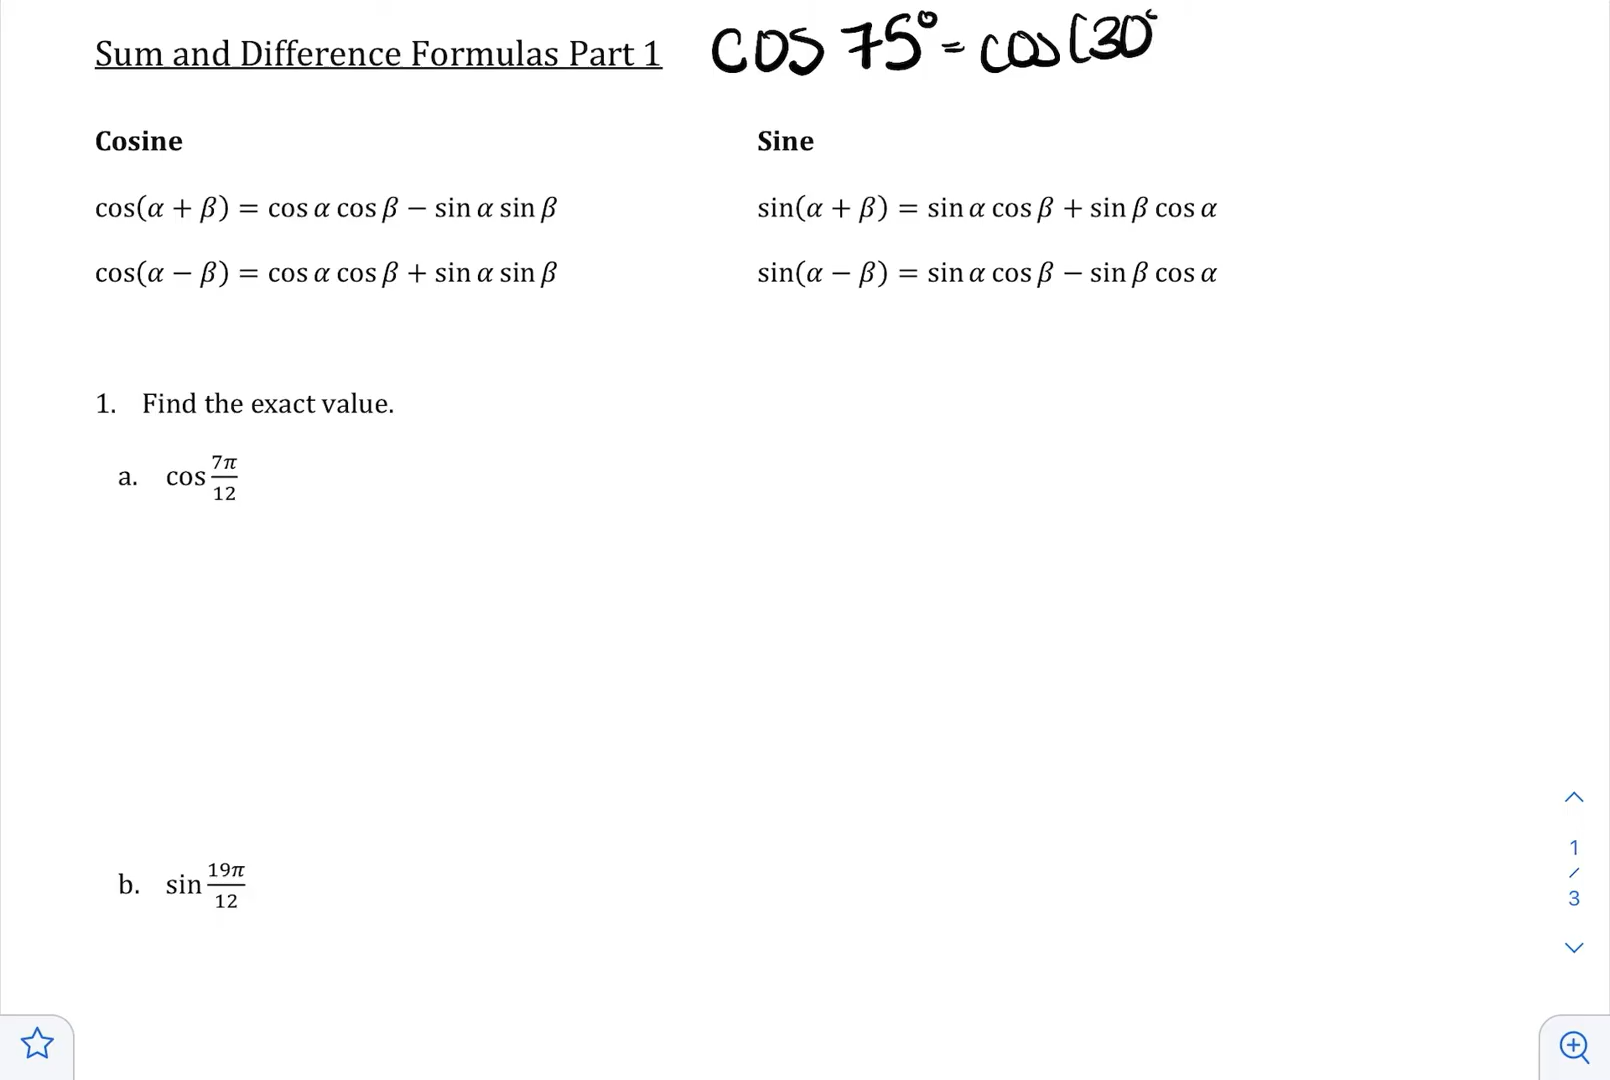 Sum and Difference Formulas Part 1 cos 75° = cos(30°
Cosine Sine
cos(α + β) = cos α cos β − sin α sin β sin(α + β) = sin α cos β + sin β cos α
cos(α − β) = cos α cos β + sin α sin β sin(α − β) = sin α cos β − sin β cos α
1. Find the exact value.
a. cos 7π/12
b. sin 19π/12
1
/
3